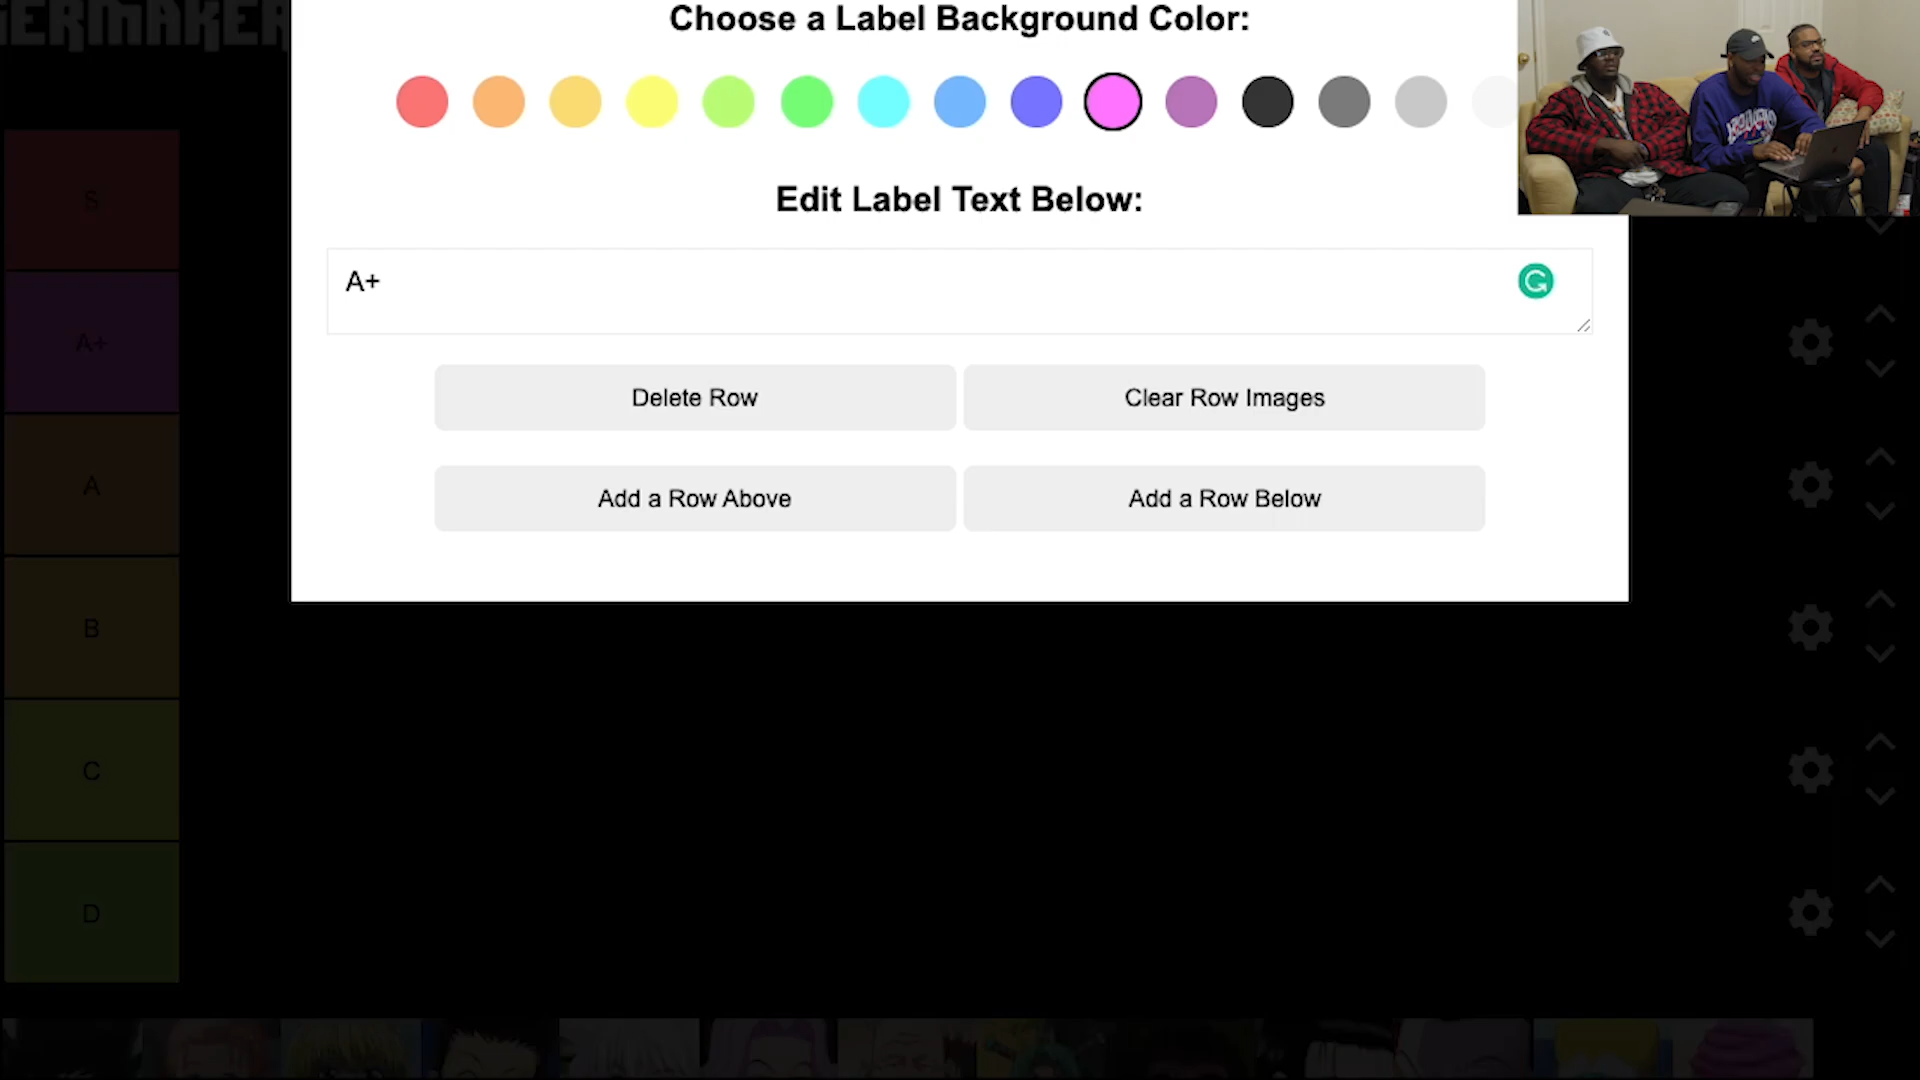 TIERMAKER
Choose a Label Background Color:
Edit Label Text Below:
A+
Delete Row
Clear Row Images
Add a Row Above
Add a Row Below
S
A+
A
B
C
D